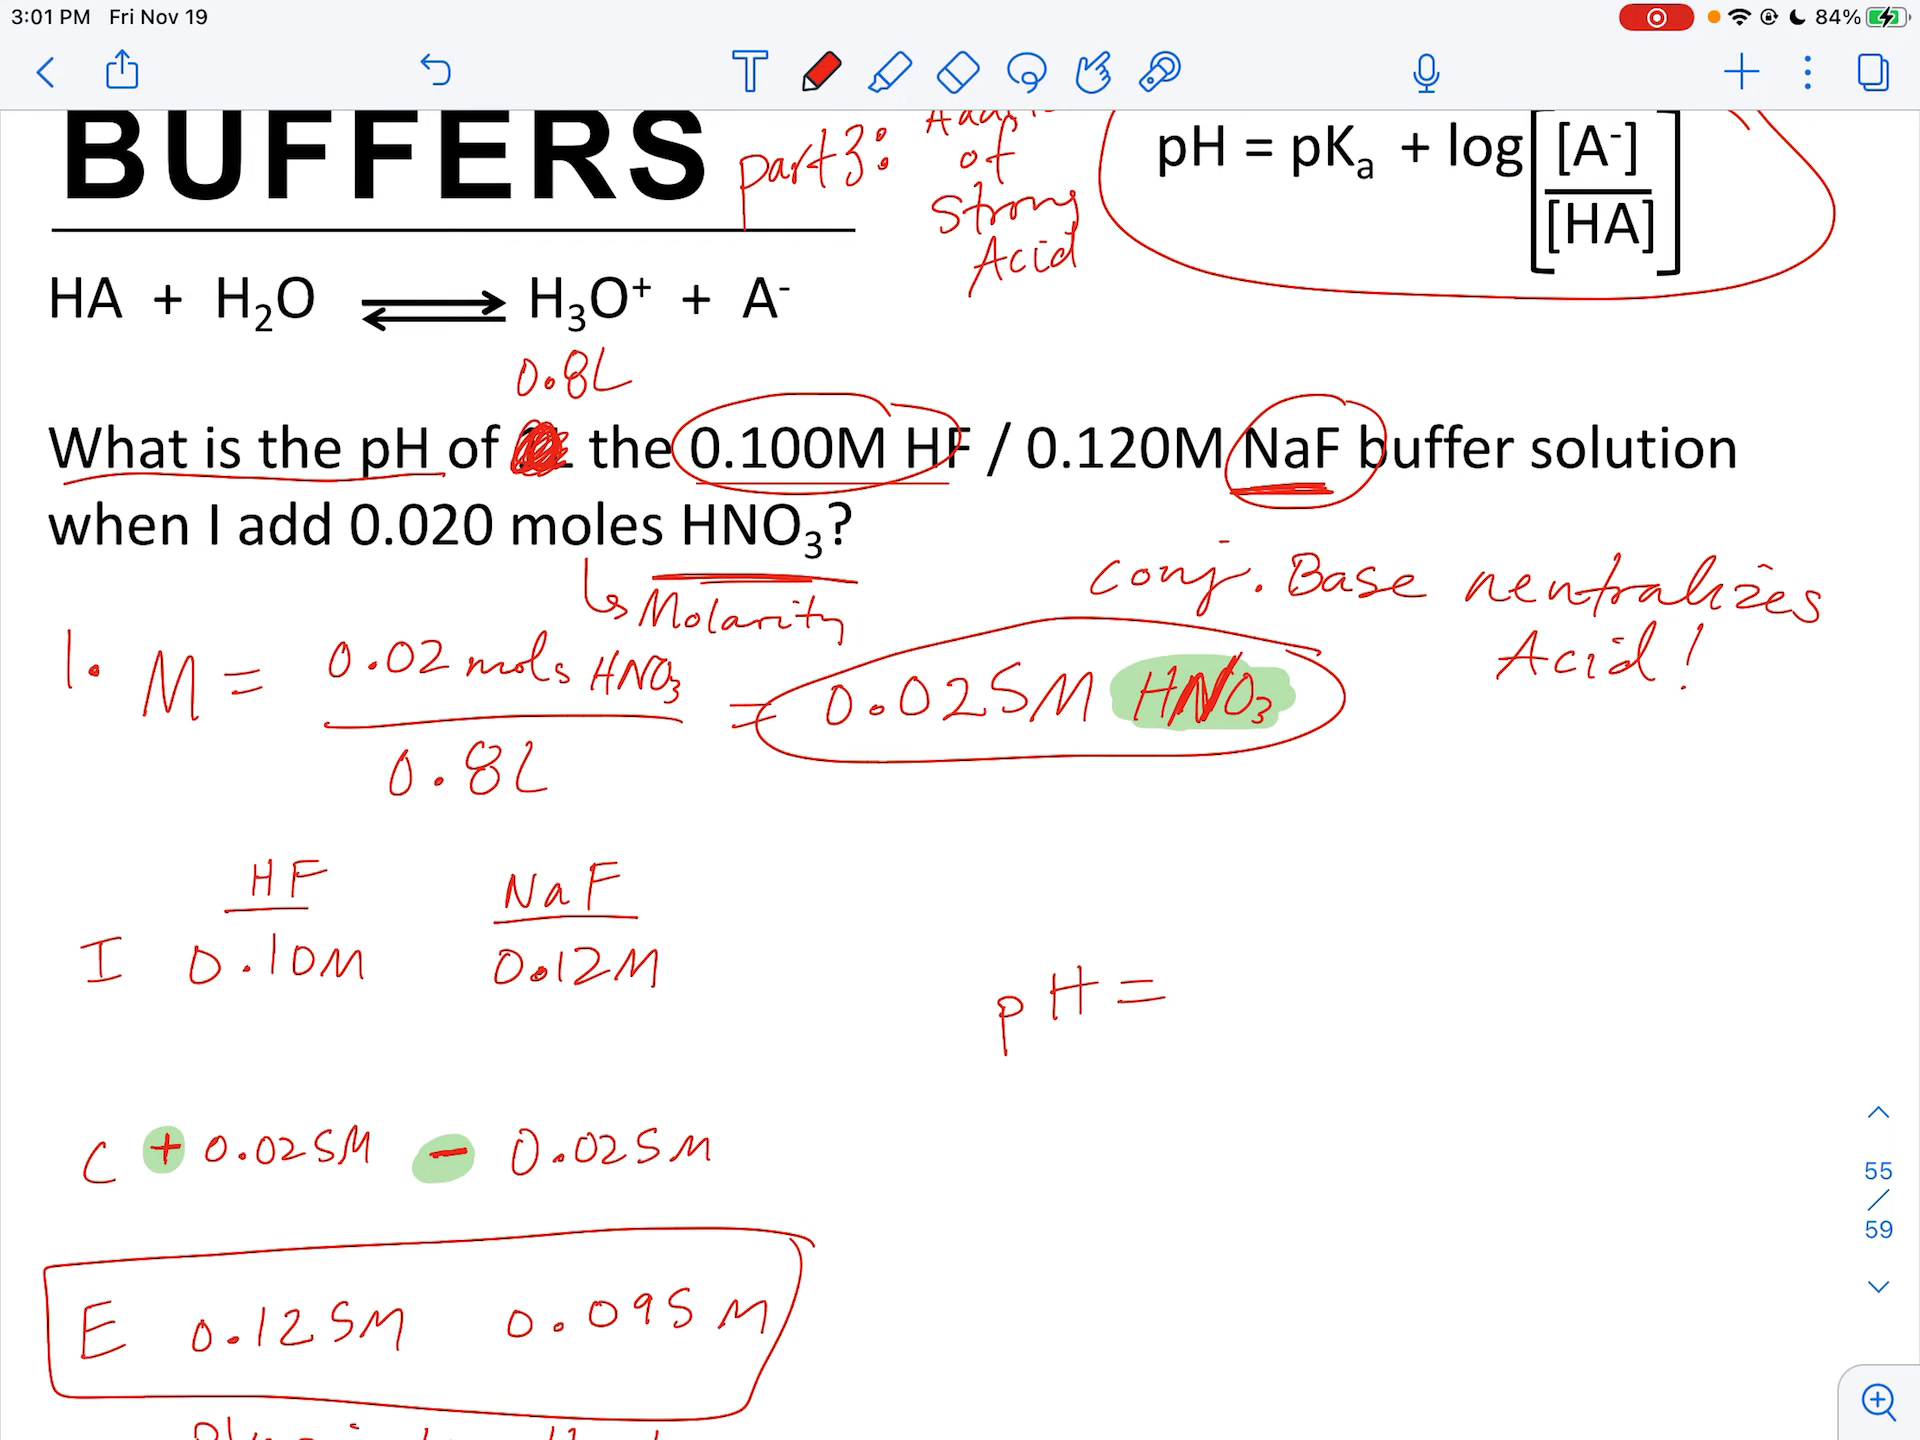 3:01 PM Fri Nov 19
84%
BUFFERS
part3:
of
Strong
Acid
pH = pKₐ + log [[A⁻] / [HA]]
HA + H₂O ⇌ H₃O⁺ + A⁻
0.8L
What is the pH of the 0.100M HF / 0.120M NaF buffer solution
when I add 0.020 moles HNO₃?
↳ Molarity
conj. Base neutralizes
Acid!
1. M = 0.02 mols HNO₃ / 0.8L = 0.025M HNO₃
HF NaF
I 0.10M 0.12M
pH =
C + 0.025M − 0.025M
E 0.125M 0.095M
55
/
59